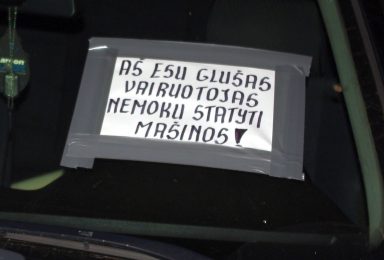 AŠ ESU GLUŠAS
VAIRUOTOJAS
NEMOKU STATYTI
MAŠINOS!